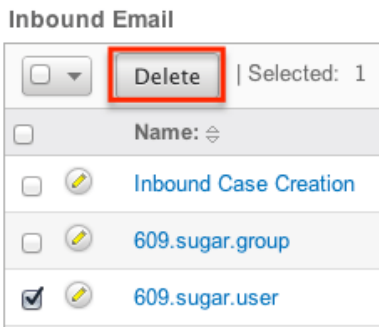 Inbound Email
Delete | Selected: 1
Name:
Inbound Case Creation
609.sugar.group
609.sugar.user